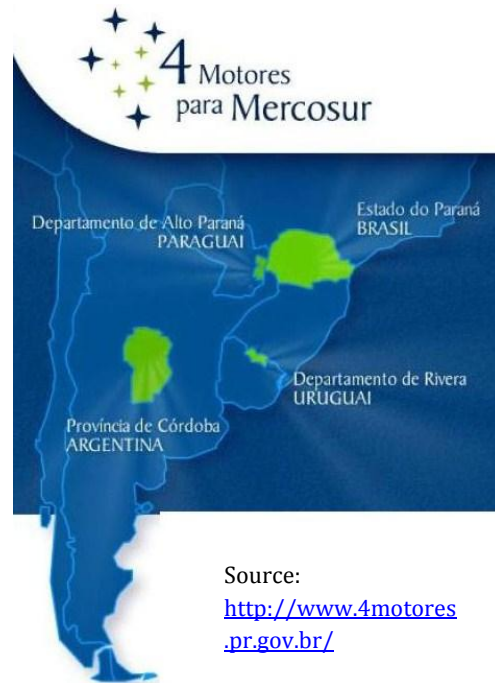 4 Motores
para Mercosur
Departamento de Alto Paraná
PARAGUAI
Estado do Paraná
BRASIL
Departamento de Rivera
URUGUAI
Província de Córdoba
ARGENTINA
Source:
http://www.4motores
.pr.gov.br/